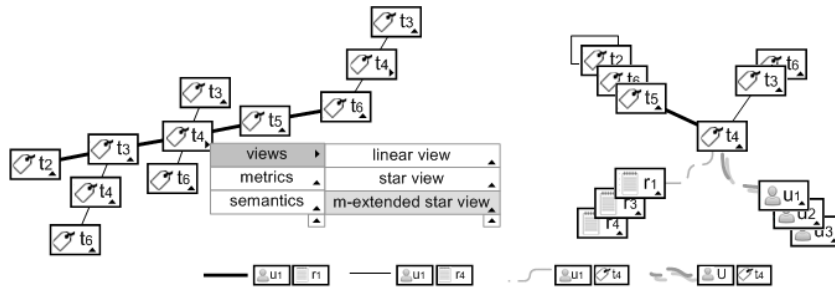 t3
t4
t3
t6
t5
t4
t3
t2
t6
t4
t6
views
linear view
metrics
star view
semantics
m-extended star view
t2
t6
t5
t6
t3
t4
r1
r3
r4
u1
u2
u3
u1 r1
u1 r4
u1 t4
U t4